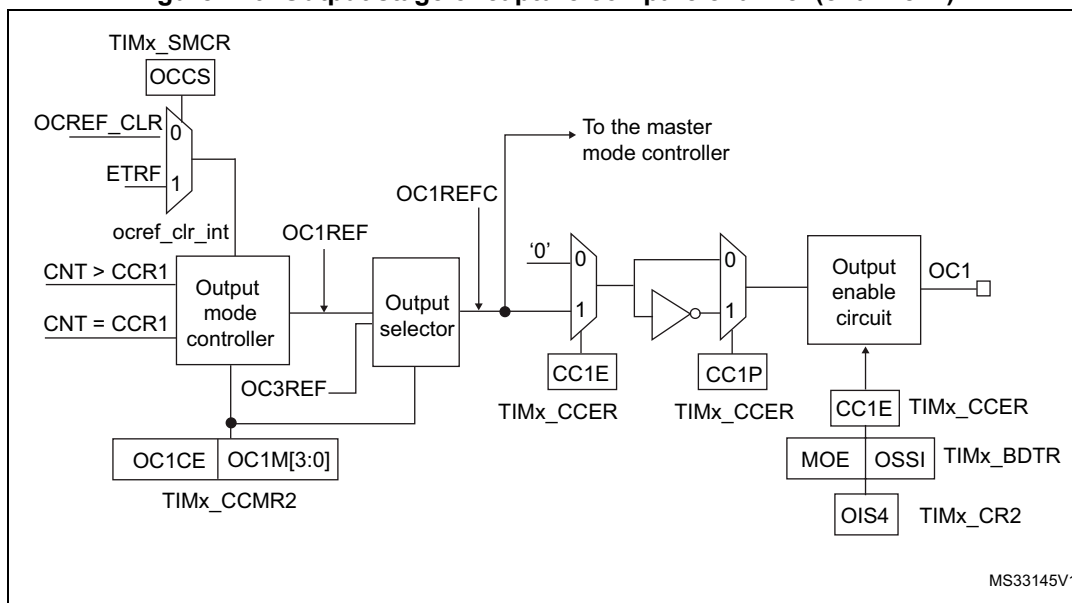 TIMx_SMCR
OCCS
OCREF_CLR
0
ETRF
1
ocref_clr_int
To the master
mode controller
OC1REFC
OC1REF
CNT > CCR1
CNT = CCR1
Output
mode
controller
Output
selector
OC3REF
‘0’
0
1
0
1
Output
enable
circuit
OC1
CC1E
TIMx_CCER
CC1P
TIMx_CCER
CC1E
TIMx_CCER
MOE
OSSI
TIMx_BDTR
OIS4
TIMx_CR2
OC1CE
OC1M[3:0]
TIMx_CCMR2
MS33145V1